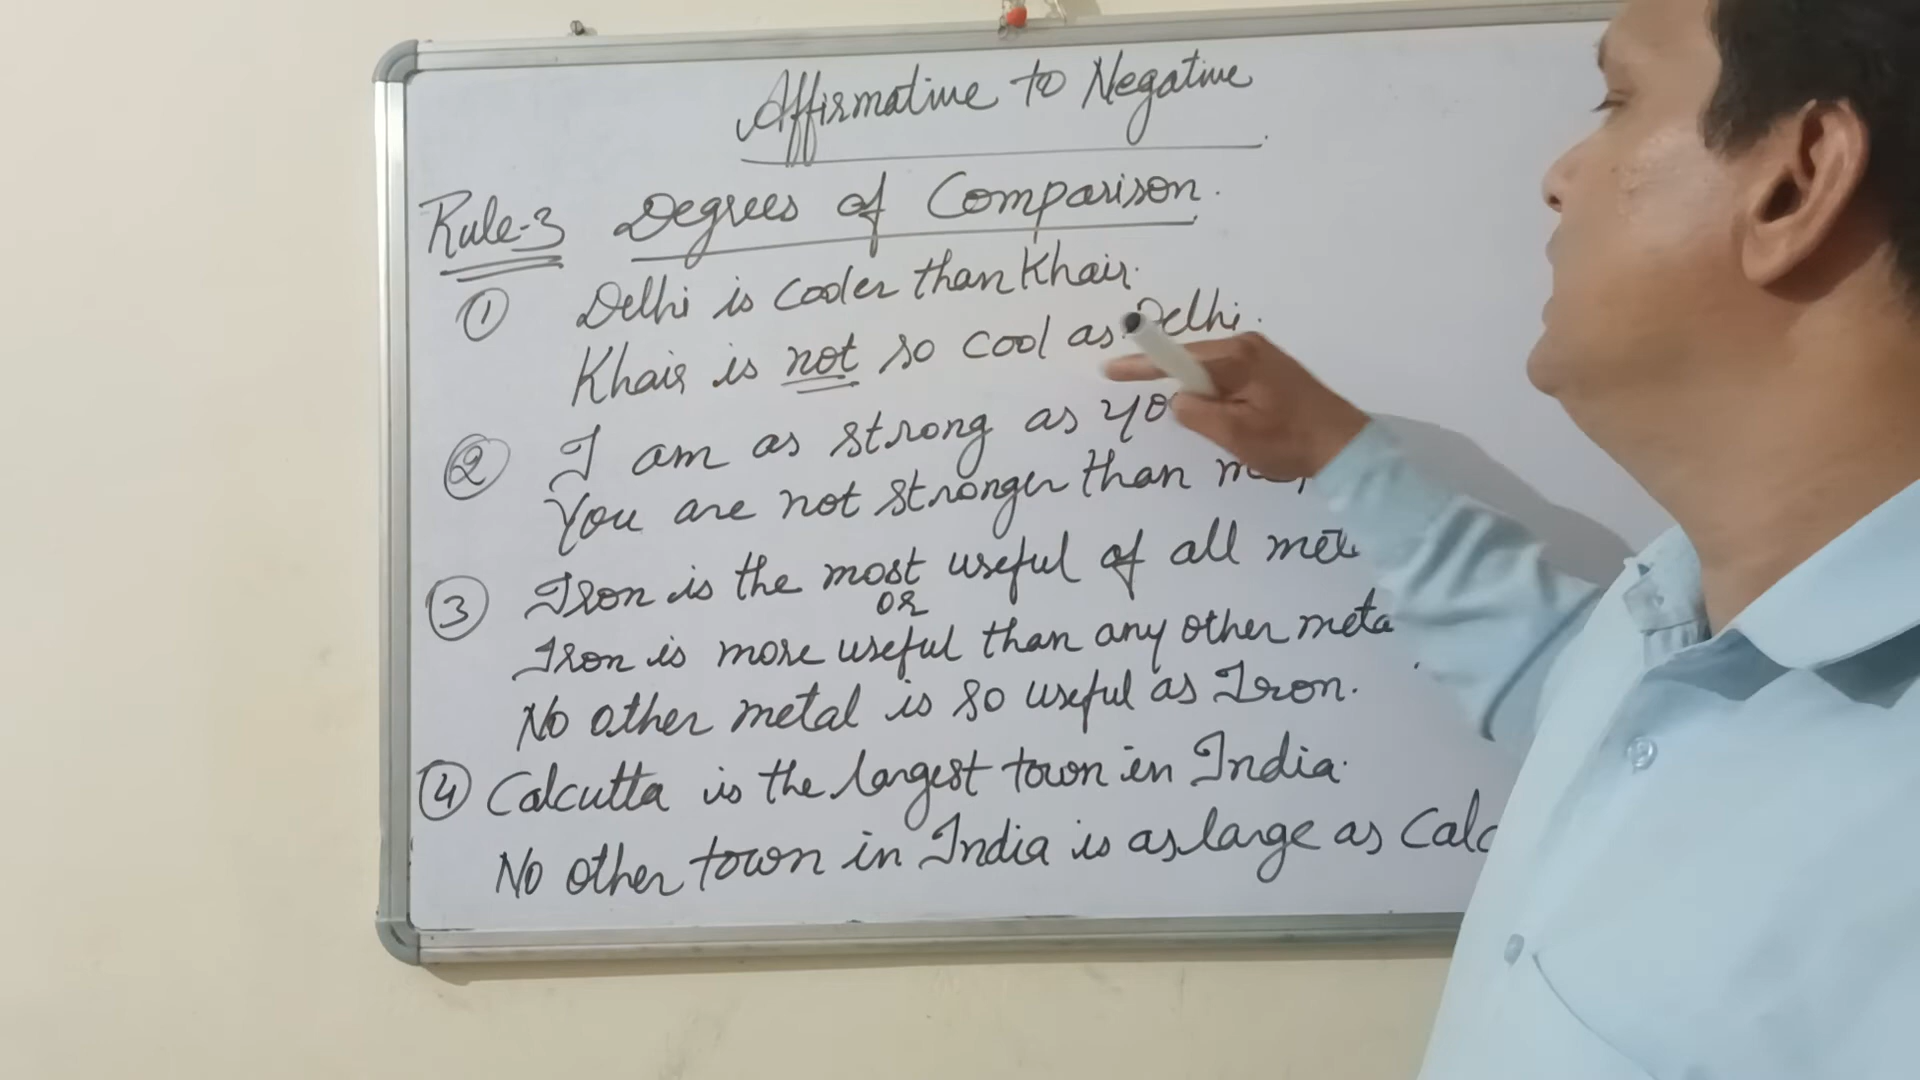 Affirmative to Negative
Rule-3 Degrees of Comparison.
① Delhi is cooler than Khair.
Khair is not so cool as Delhi.
② I am as strong as yo
You are not stronger than me.
③ Iron is the most useful of all
OR
Iron is more useful than any other meta
No other metal is so useful as Iron.
④ Calcutta is the largest town in India.
No other town in India is as large as Calc